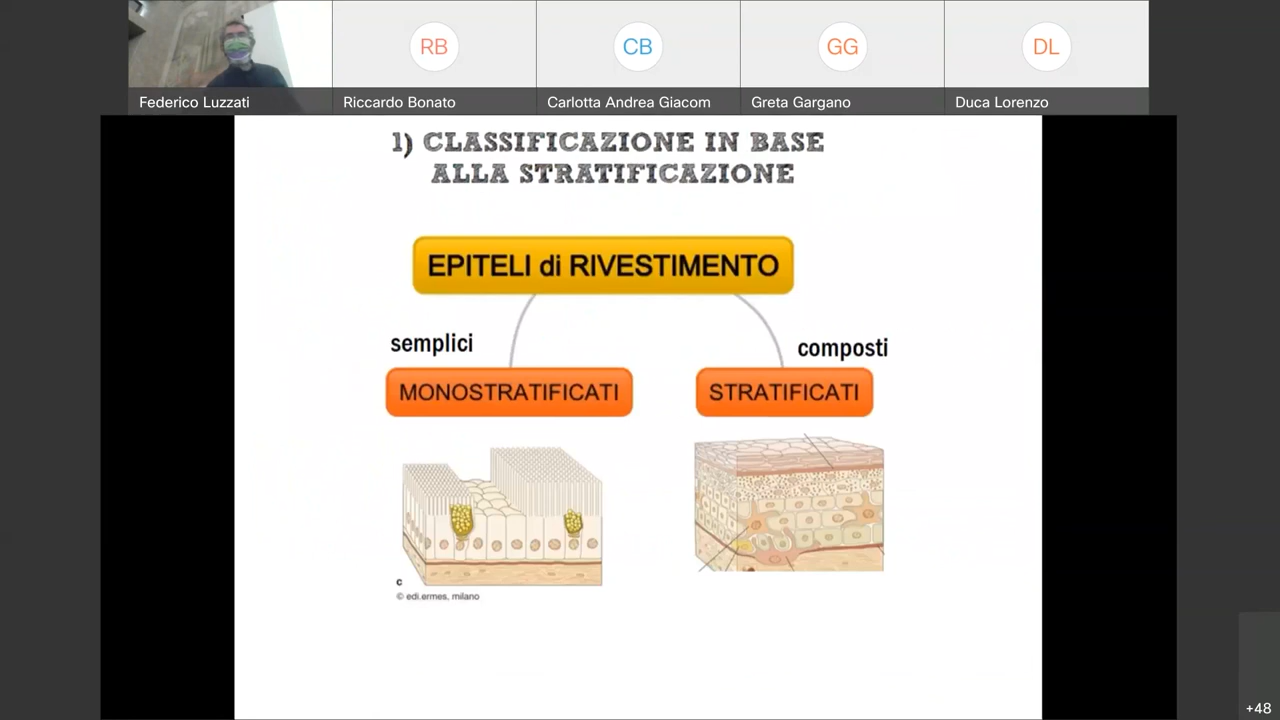 RB
CB
GG
DL
Federico Luzzati
Riccardo Bonato
Carlotta Andrea Giacom
Greta Gargano
Duca Lorenzo
1) CLASSIFICAZIONE IN BASE
ALLA STRATIFICAZIONE
EPITELI di RIVESTIMENTO
semplici
composti
MONOSTRATIFICATI
STRATIFICATI
c
© edi.ermes, milano
+48